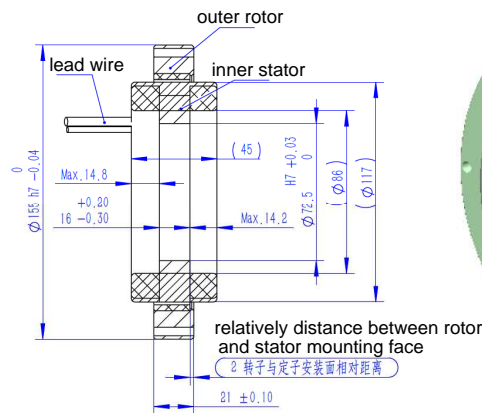 outer rotor
lead wire
inner stator
( 45 )
Max.14.8
+0.20
16 -0.30
Max.14.2
Φ155 h7 0 -0.04
Φ72.5 H7 +0.03 0
( Φ86 )
( Φ117 )
relatively distance between rotor
and stator mounting face
2 转子与定子安装面相对距离
21 ±0.10